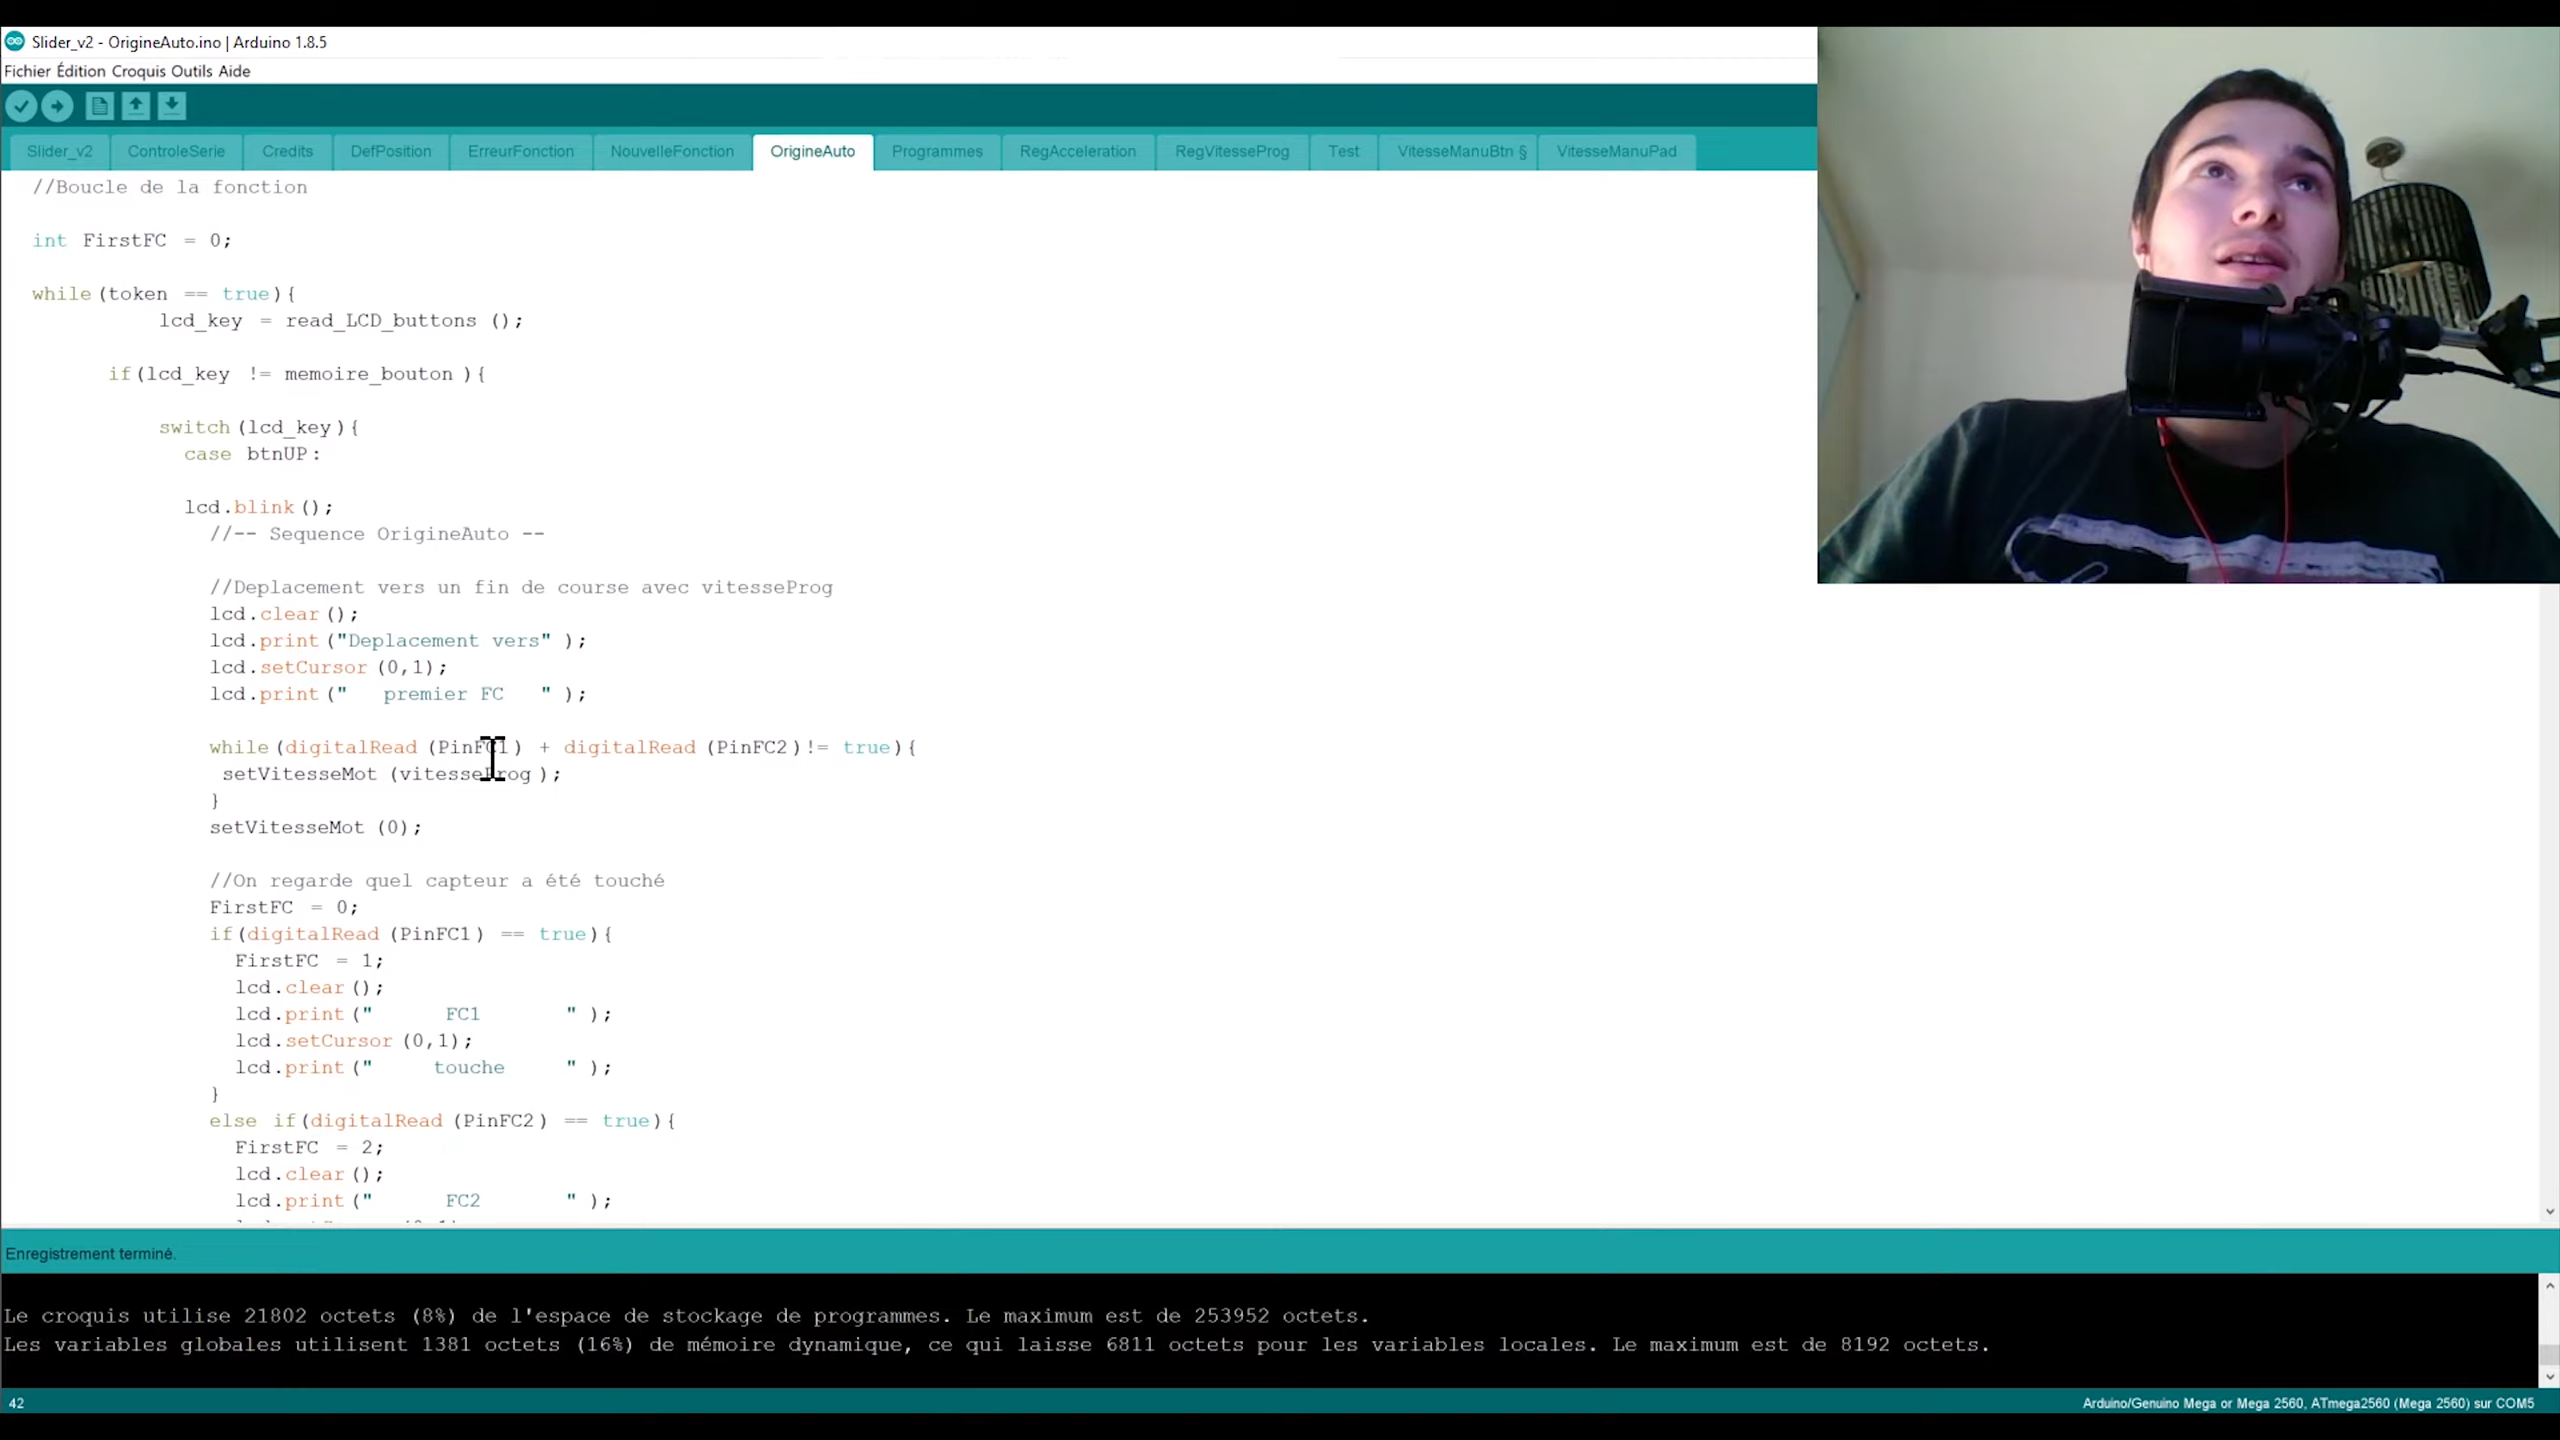 Slider_v2 - OrigineAuto.ino | Arduino 1.8.5
Fichier Édition Croquis Outils Aide
Slider_v2 ControleSerie Credits DefPosition ErreurFonction NouvelleFonction OrigineAuto Programmes RegAcceleration RegVitesseProg Test VitesseManuBtn § VitesseManuPad
//Boucle de la fonction
int FirstFC = 0;
while(token == true){
lcd_key = read_LCD_buttons ();
if(lcd_key != memoire_bouton ){
switch(lcd_key){
case btnUP:
lcd.blink();
//-- Sequence OrigineAuto --
//Deplacement vers un fin de course avec vitesseProg
lcd.clear();
lcd.print("Deplacement vers" );
lcd.setCursor (0,1);
lcd.print("   premier FC   " );
while(digitalRead (PinFC1) + digitalRead (PinFC2)!= true){
setVitesseMot (vitesseProg );
}
setVitesseMot (0);
//On regarde quel capteur a été touché
FirstFC = 0;
if(digitalRead (PinFC1) == true){
FirstFC = 1;
lcd.clear();
lcd.print("      FC1       " );
lcd.setCursor (0,1);
lcd.print("     touche     " );
}
else if(digitalRead (PinFC2) == true){
FirstFC = 2;
lcd.clear();
lcd.print("      FC2       " );
Enregistrement terminé.
Le croquis utilise 21802 octets (8%) de l'espace de stockage de programmes. Le maximum est de 253952 octets.
Les variables globales utilisent 1381 octets (16%) de mémoire dynamique, ce qui laisse 6811 octets pour les variables locales. Le maximum est de 8192 octets.
42 Arduino/Genuino Mega or Mega 2560, ATmega2560 (Mega 2560) sur COM5